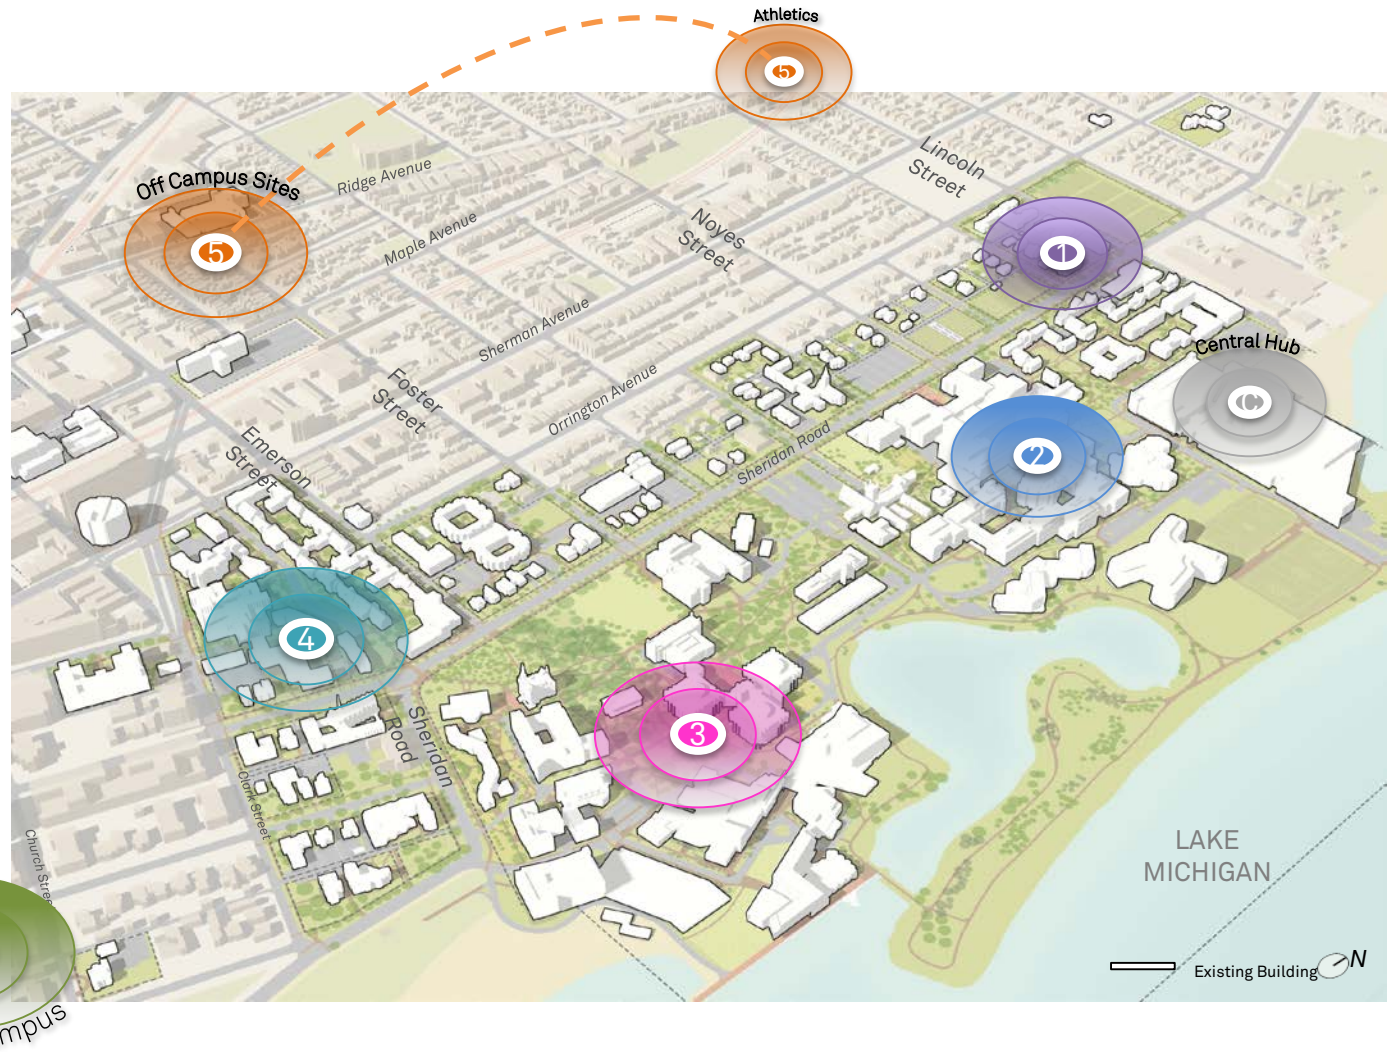 Athletics
5
Lincoln
Street
Ridge Avenue
Off Campus Sites
5
Maple Avenue
Noyes
Street
1
Sherman Avenue
Central Hub
C
Foster
Street
Orrington Avenue
Emerson
Street
Sheridan Road
2
4
3
Sheridan
Road
Clark Street
Church Stree
LAKE
MICHIGAN
Existing Building
N
mpus